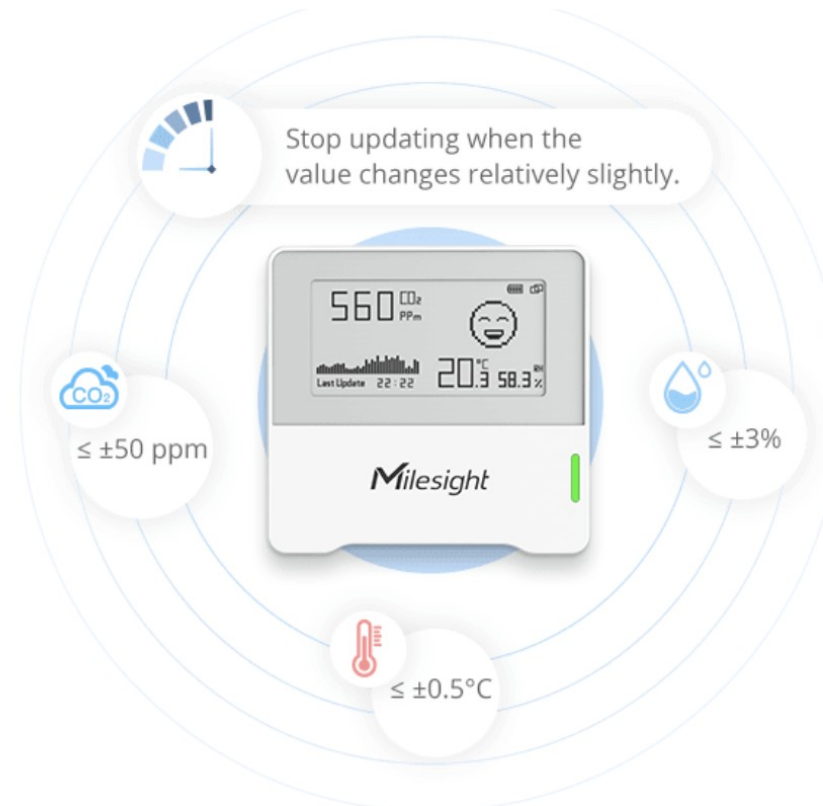 Stop updating when the
value changes relatively slightly.
560 CO₂
PPm
Last Update 22:22
20.3 °C 58.3 RH
%
CO₂
≤ ±50 ppm
≤ ±3%
Milesight
≤ ±0.5°C